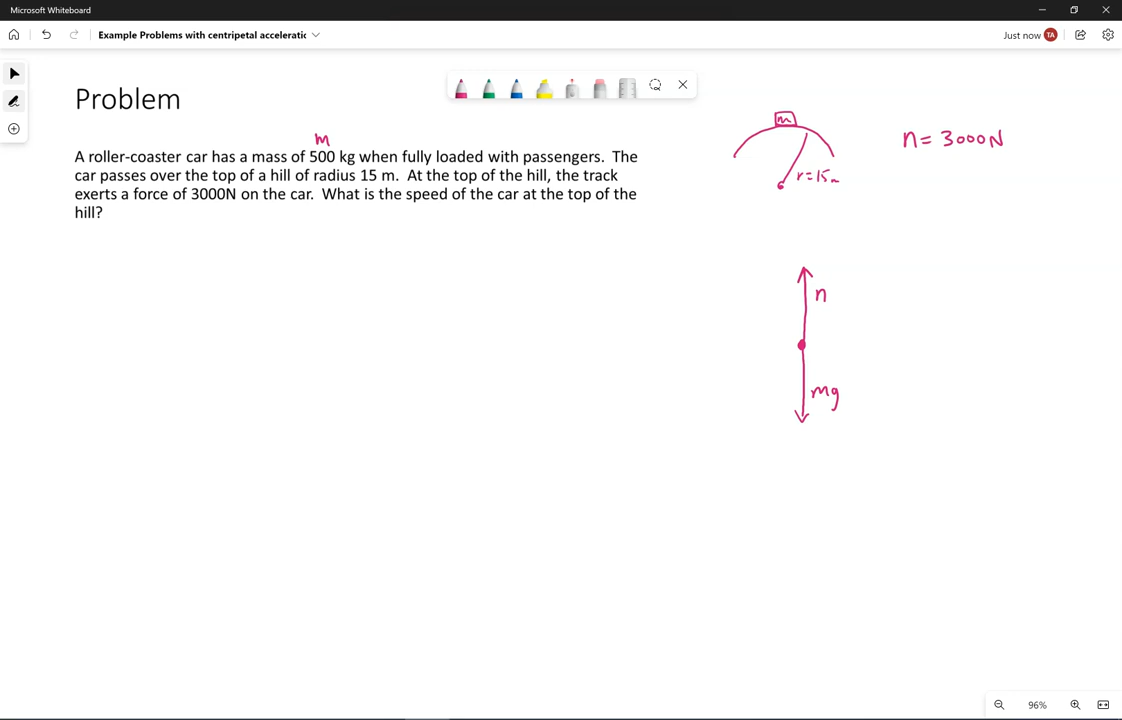 Microsoft Whiteboard
Example Problems with centripetal acceleratic
Just now TA
Problem
m
A roller-coaster car has a mass of 500 kg when fully loaded with passengers. The
car passes over the top of a hill of radius 15 m. At the top of the hill, the track
exerts a force of 3000N on the car. What is the speed of the car at the top of the
hill?
m
r=15m
n= 3000N
n
mg
96%